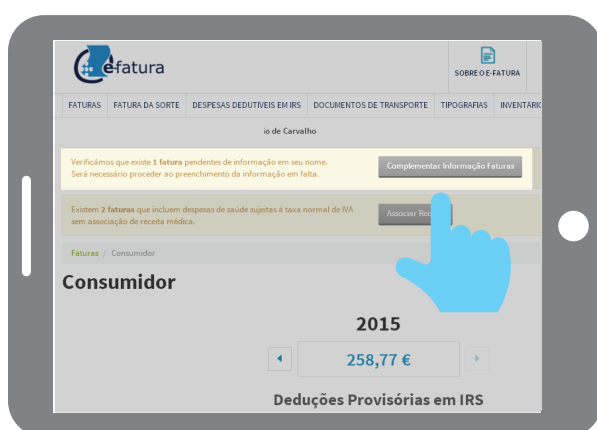 e-fatura
SOBRE O E-FATURA
FATURAS DA SORTE DESPESAS DEDUTÍVEIS EM IRS DOCUMENTOS DE TRANSPORTE TIPOGRAFIAS
de Carvalho
Verificámos que existe 1 fatura pendentes de informação em seu nome.
Será necessário proceder ao preenchimento da informação em falta.
Complementar Informação Faturas
Existem 2 faturas que incluem despesas de saúde sujeitas à taxa normal de IVA
sem associação de receita médica.
Associar
Faturas / Consumidor
Consumidor
2015
258,77 €
Deduções Provisórias em IRS